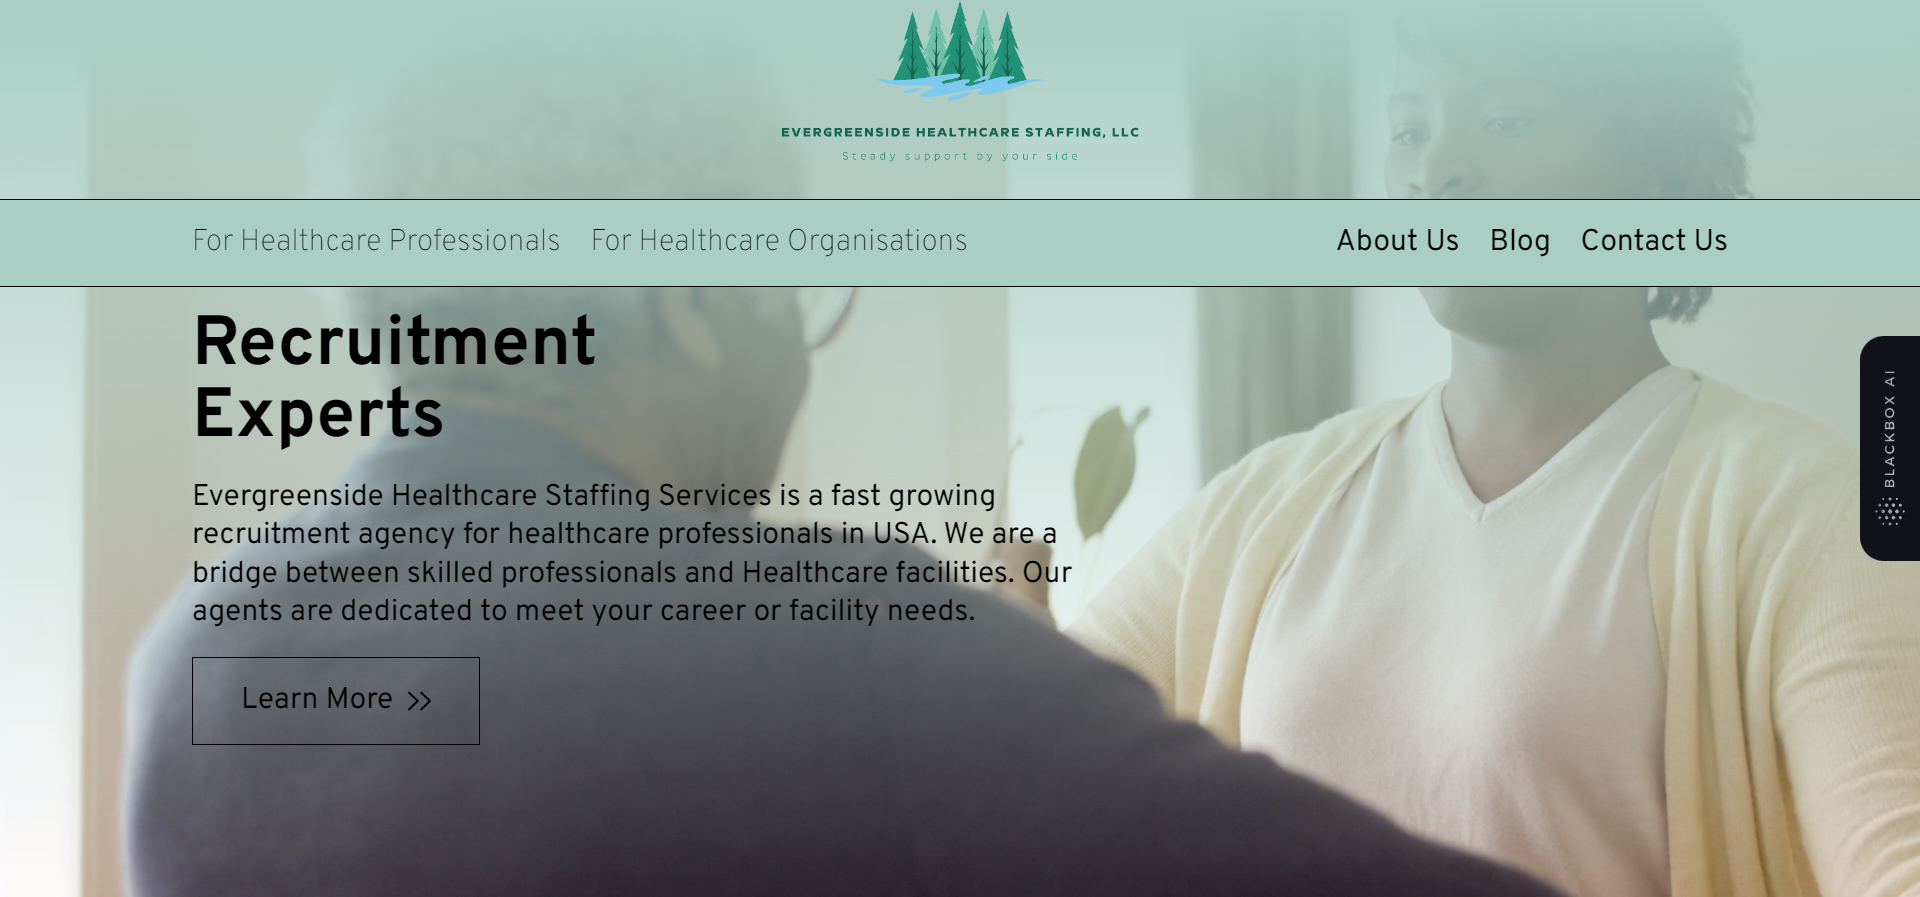 EVERGREENSIDE HEALTHCARE STAFFING, LLC
Steady support by your side
For Healthcare Professionals For Healthcare Organisations About Us Blog Contact Us
Recruitment
Experts
Evergreenside Healthcare Staffing Services is a fast growing
recruitment agency for healthcare professionals in USA. We are a
bridge between skilled professionals and Healthcare facilities. Our
agents are dedicated to meet your career or facility needs.
Learn More
BLACKBOX AI